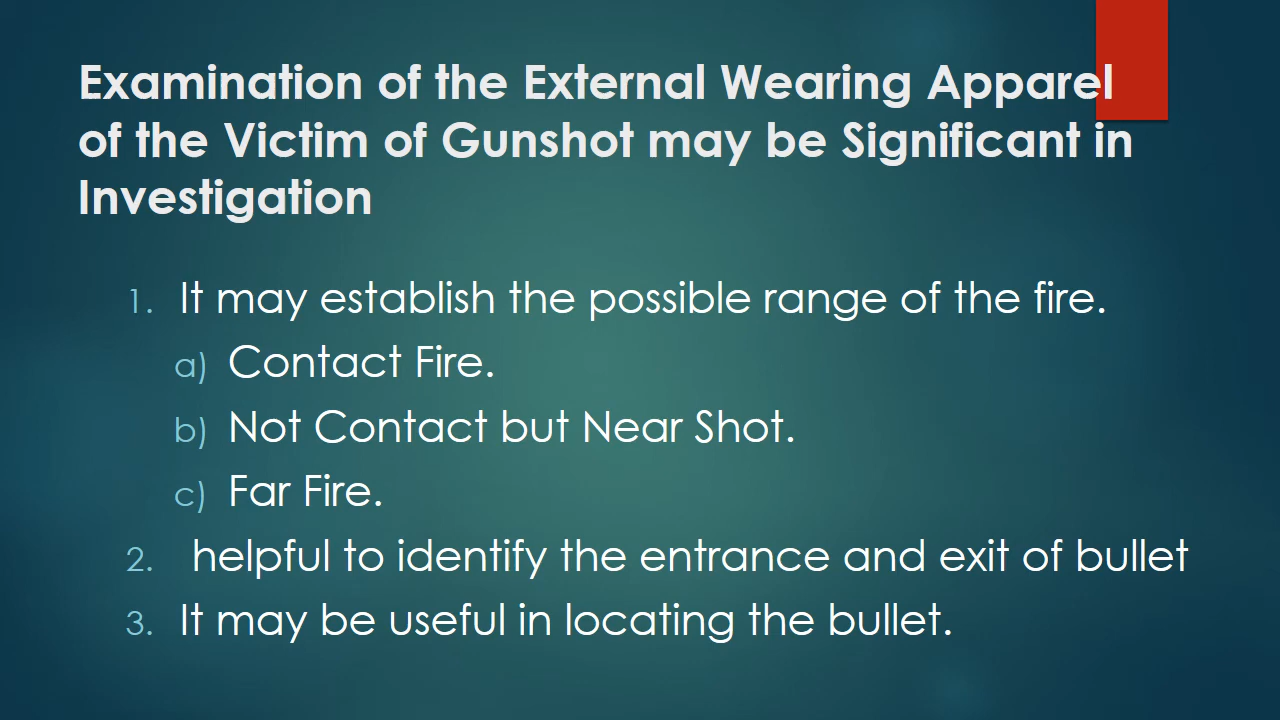 Examination of the External Wearing Apparel
of the Victim of Gunshot may be Significant in
Investigation
1. It may establish the possible range of the fire.
a) Contact Fire.
b) Not Contact but Near Shot.
c) Far Fire.
2. helpful to identify the entrance and exit of bullet
3. It may be useful in locating the bullet.